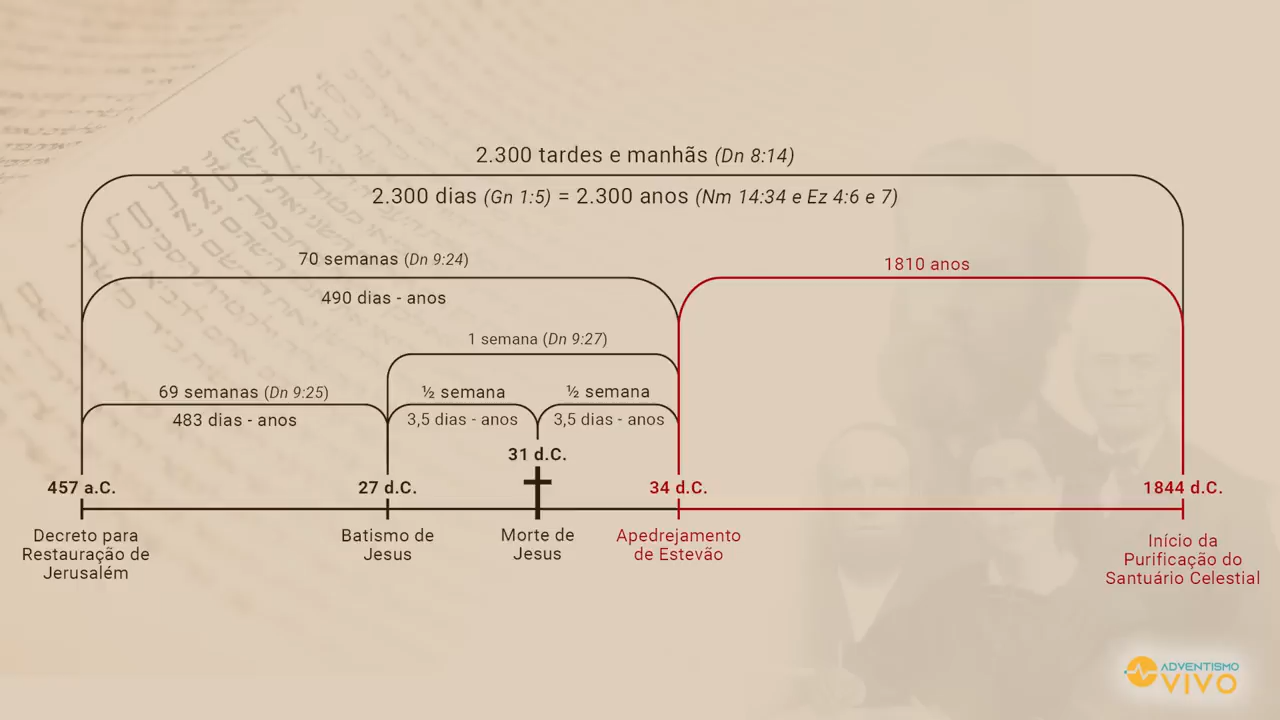 2.300 tardes e manhãs (Dn 8:14)
2.300 dias (Gn 1:5) = 2.300 anos (Nm 14:34 e Ez 4:6 e 7)
70 semanas (Dn 9:24)
490 dias - anos
1810 anos
1 semana (Dn 9:27)
69 semanas (Dn 9:25)
483 dias - anos
½ semana
3,5 dias - anos
½ semana
3,5 dias - anos
457 a.C.
27 d.C.
31 d.C.
34 d.C.
1844 d.C.
Decreto para
Restauração de
Jerusalém
Batismo de
Jesus
Morte de
Jesus
Apedrejamento
de Estevão
Início da
Purificação do
Santuário Celestial
ADVENTISMO
VIVO